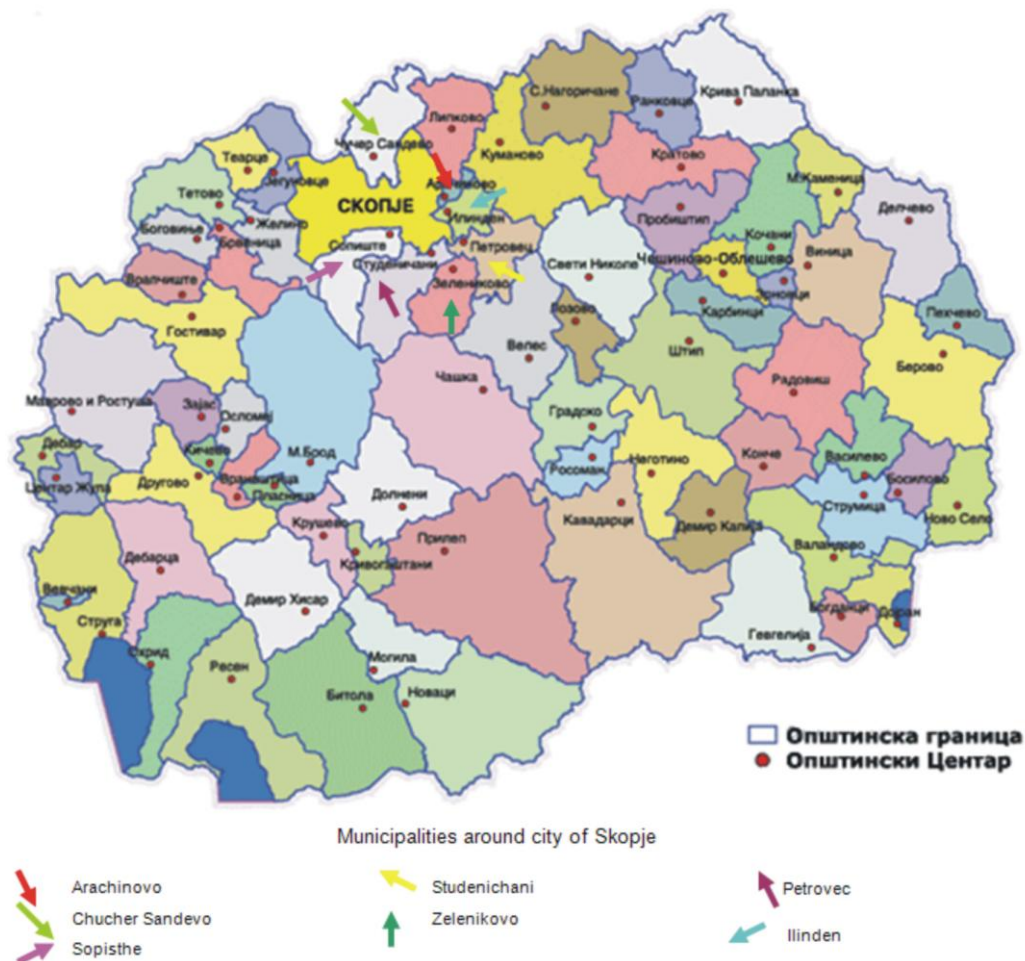 С.Нагоричане
Ранковце
Крива Паланка
Липково
Чучер Сандево
Куманово
Кратово
Теарце
Јегуновце
М.Каменица
Тетово
СКОПЈЕ
Илинден
Пробиштип
Делчево
Желино
Боговиње
Брвеница
Сопиште
Петровец
Кочани
Студеничани
Свети Николе
Чешиново-Облешево
Виница
Врапчиште
Зелениково
Зрновци
Лозово
Карбинци
Пехчево
Гостивар
Велес
Штип
Берово
Чашка
Радовиш
Маврово и Ростуша
Зајас
Осломеј
Градско
Дебар
Кичево
М.Брод
Росоман
Неготино
Конче
Василево
Центар Жупа
Другово
Вранештица
Пласница
Долнени
Босилово
Крушево
Кавадарци
Демир Капија
Струмица
Ново Село
Дебарца
Прилеп
Кривогаштани
Валандово
Вевчани
Демир Хисар
Струга
Богданци
Дојран
Гевгелија
Охрид
Ресен
Могила
Битола
Новаци
Општинска граница
Општински Центар
Municipalities around city of Skopje
Arachinovo
Studenichani
Petrovec
Chucher Sandevo
Zelenikovo
Ilinden
Sopisthe